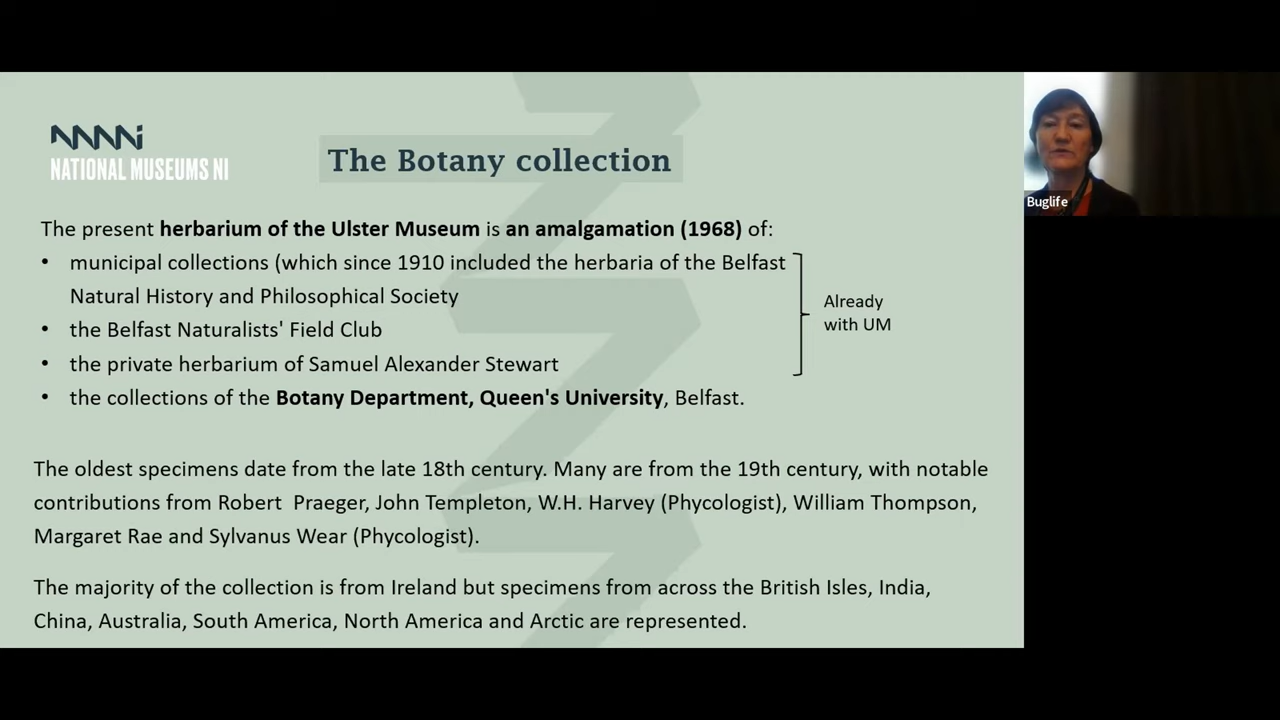 NATIONAL MUSEUMS NI
The Botany collection
The present herbarium of the Ulster Museum is an amalgamation (1968) of:
• municipal collections (which since 1910 included the herbaria of the Belfast
Natural History and Philosophical Society
• the Belfast Naturalists' Field Club
• the private herbarium of Samuel Alexander Stewart
• the collections of the Botany Department, Queen's University, Belfast.
Already
with UM
The oldest specimens date from the late 18th century. Many are from the 19th century, with notable
contributions from Robert  Praeger, John Templeton, W.H. Harvey (Phycologist), William Thompson,
Margaret Rae and Sylvanus Wear (Phycologist).
The majority of the collection is from Ireland but specimens from across the British Isles, India,
China, Australia, South America, North America and Arctic are represented.
Buglife